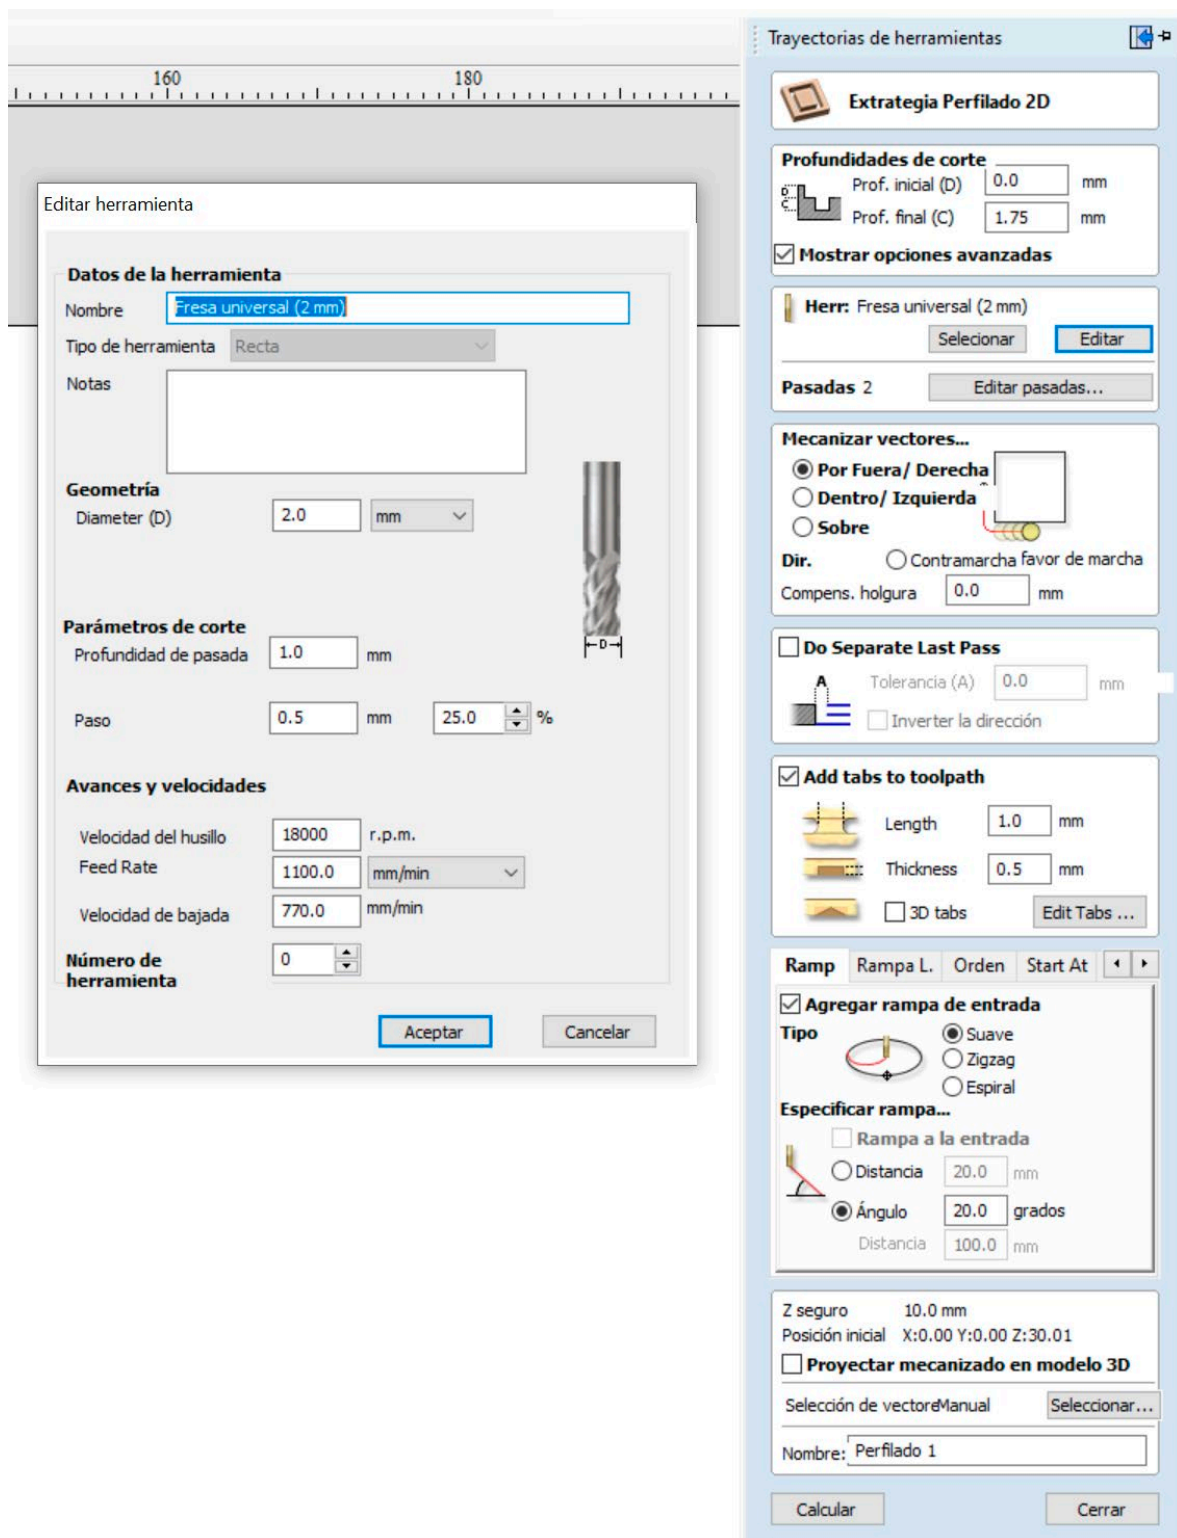 160 180
Editar herramienta
Datos de la herramienta
Nombre Fresa universal (2 mm)
Tipo de herramienta Recta
Notas
Geometría
Diameter (D) 2.0 mm
D
Parámetros de corte
Profundidad de pasada 1.0 mm
Paso 0.5 mm 25.0 %
Avances y velocidades
Velocidad del husillo 18000 r.p.m.
Feed Rate 1100.0 mm/min
Velocidad de bajada 770.0 mm/min
Número de herramienta 0
Aceptar Cancelar
Trayectorias de herramientas
Extrategia Perfilado 2D
Profundidades de corte
D
C
Prof. inicial (D) 0.0 mm
Prof. final (C) 1.75 mm
Mostrar opciones avanzadas
Herr: Fresa universal (2 mm)
Selecionar Editar
Pasadas 2 Editar pasadas...
Mecanizar vectores...
Por Fuera/ Derecha
Dentro/ Izquierda
Sobre
Dir. Contramarcha favor de marcha
Compens. holgura 0.0 mm
Do Separate Last Pass
A Tolerancia (A) 0.0 mm
Inverter la dirección
Add tabs to toolpath
Length 1.0 mm
Thickness 0.5 mm
3D tabs Edit Tabs ...
Ramp Rampa L. Orden Start At
Agregar rampa de entrada
Tipo Suave
Zigzag
Espiral
Especificar rampa...
Rampa a la entrada
Distancia 20.0 mm
Ángulo 20.0 grados
Distancia 100.0 mm
Z seguro 10.0 mm
Posición inicial X:0.00 Y:0.00 Z:30.01
Proyectar mecanizado en modelo 3D
Selección de vectore Manual Seleccionar...
Nombre: Perfilado 1
Calcular Cerrar